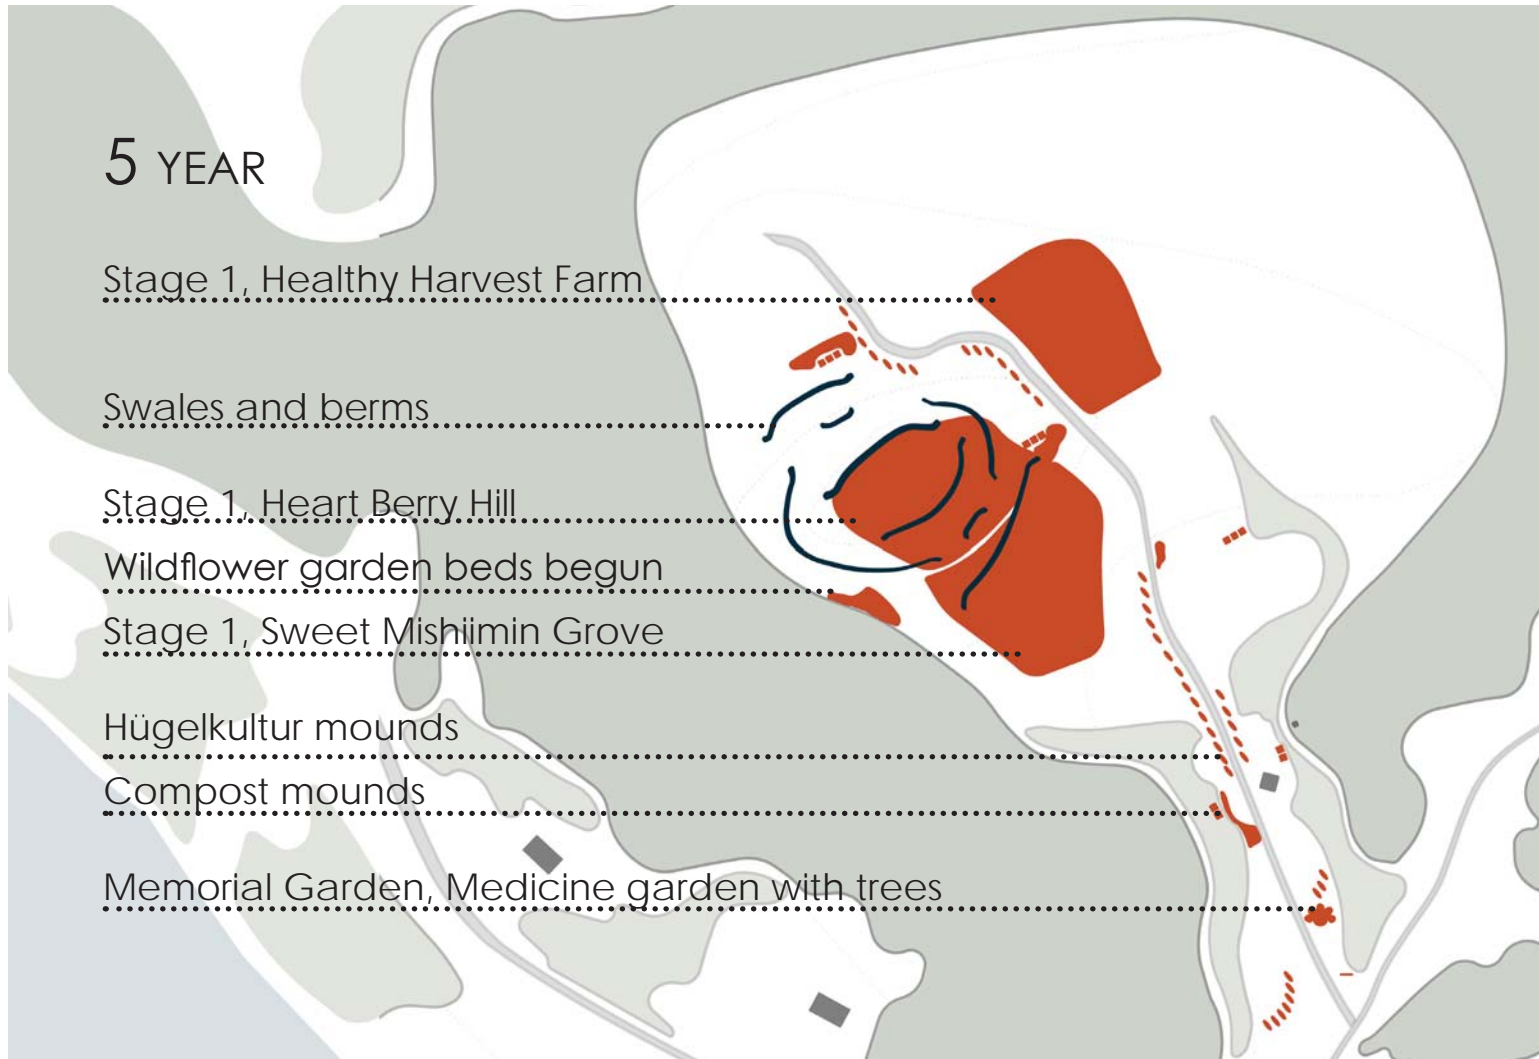 5 YEAR
Stage 1, Healthy Harvest Farm
Swales and berms
Stage 1, Heart Berry Hill
Wildflower garden beds begun
Stage 1, Sweet Mishiimin Grove
Hügelkultur mounds
Compost mounds
Memorial Garden, Medicine garden with trees